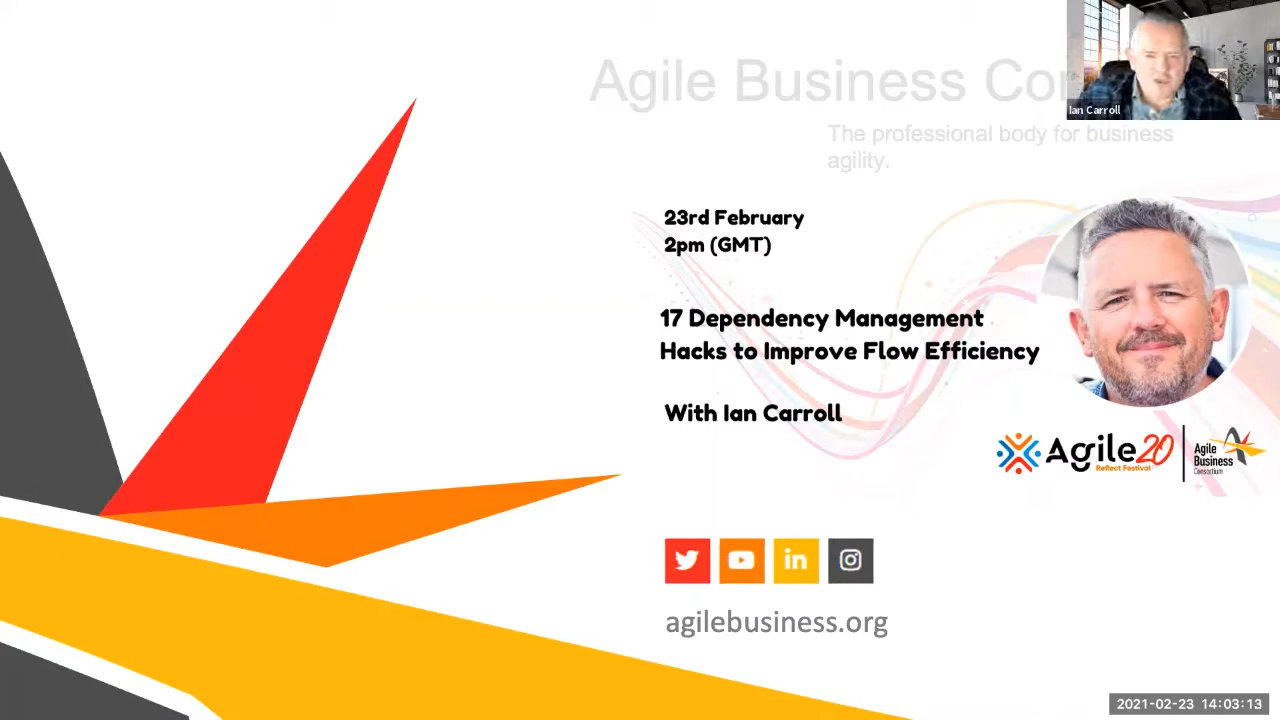 Agile Business Co
Ian Carroll
The professional body for business
agility.
23rd February
2pm (GMT)
17 Dependency Management
Hacks to Improve Flow Efficiency
With Ian Carroll
Agile20
Reflect Festival
Agile
Business
Consortium
in
agilebusiness.org
2021-02-23 14:03:13